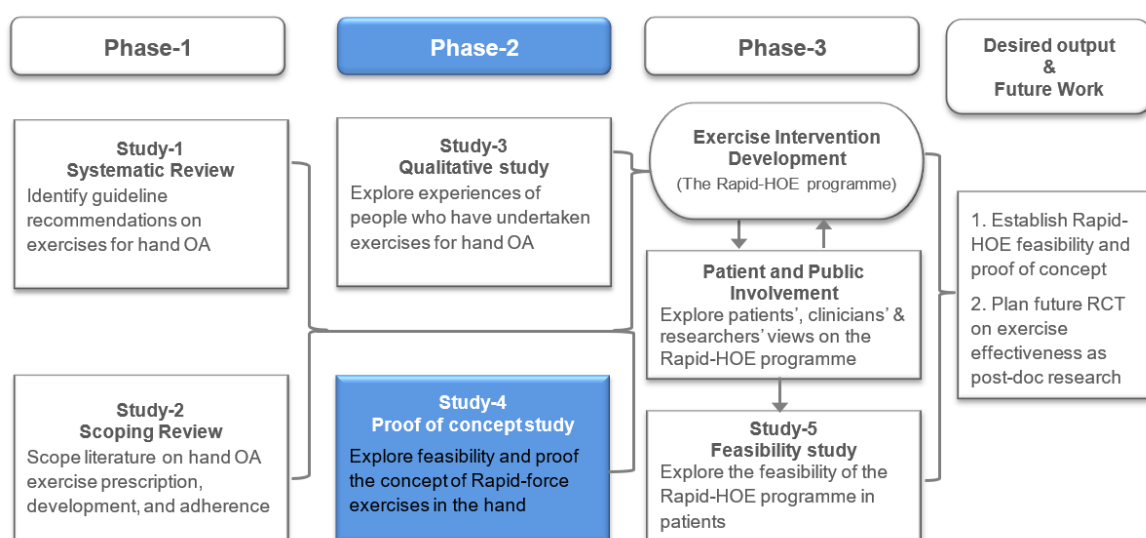 Phase-1
Phase-2
Phase-3
Desired output
&
Future Work
Study-1
Systematic Review
Identify guideline
recommendations on
exercises for hand OA
Study-2
Scoping Review
Scope literature on hand OA
exercise prescription,
development, and adherence
Study-3
Qualitative study
Explore experiences of
people who have undertaken
exercises for hand OA
Study-4
Proof of concept study
Explore feasibility and proof
the concept of Rapid-force
exercises in the hand
Exercise Intervention
Development
(The Rapid-HOE programme)
Patient and Public
Involvement
Explore patients’, clinicians’ &
researchers’ views on the
Rapid-HOE programme
Study-5
Feasibility study
Explore the feasibility of the
Rapid-HOE programme in
patients
1. Establish Rapid-
HOE feasibility and
proof of concept
2. Plan future RCT
on exercise
effectiveness as
post-doc research